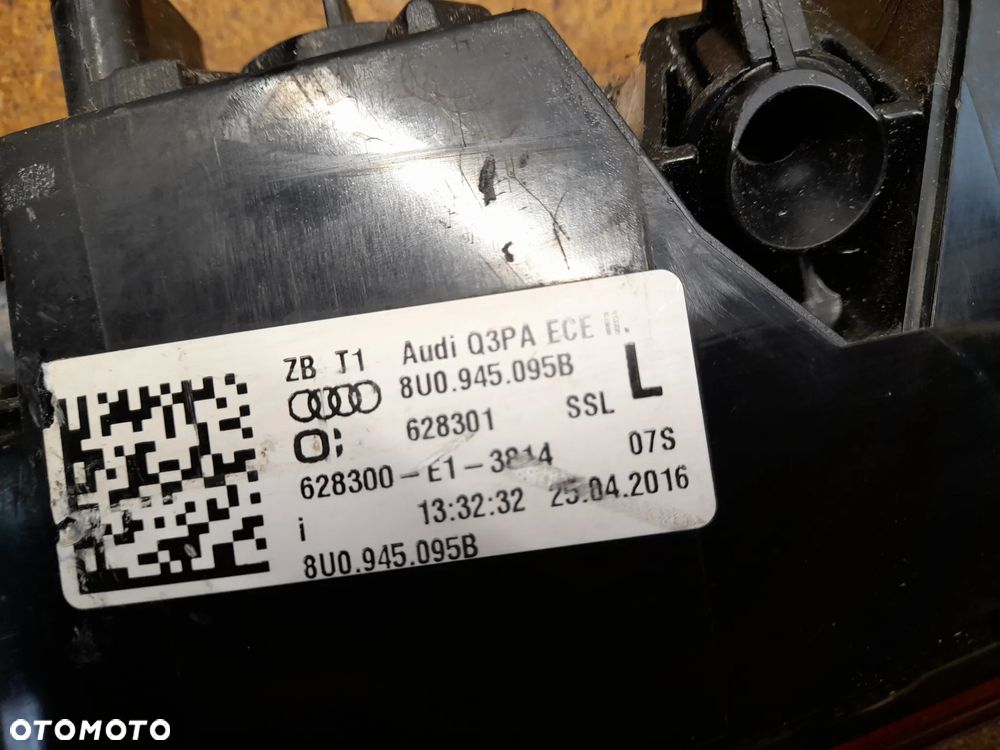 ZB T1 Audi Q3PA ECE
8U0.945.095B L
628301 SSL
628300-E1-3814 07S
i 13:32:32 25.04.2016
8U0.945.095B
OTOMOTO